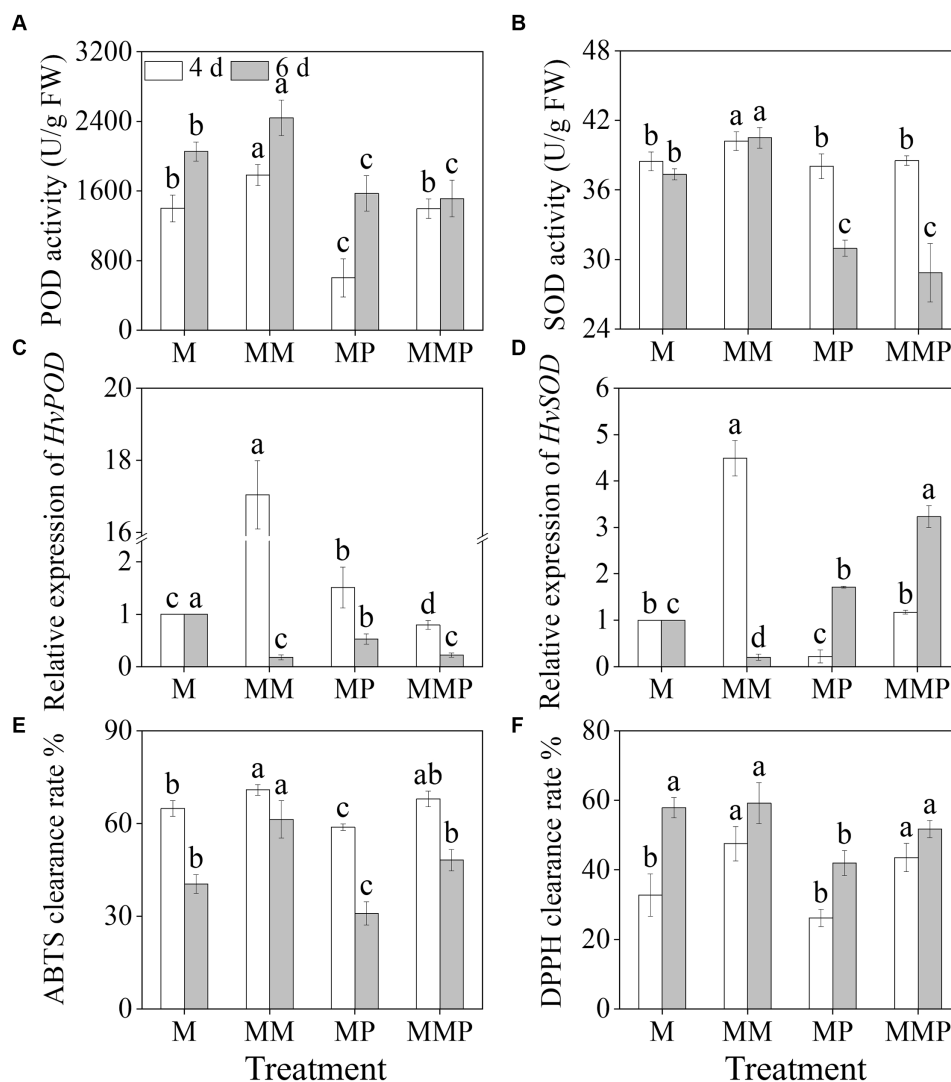 A
POD activity (U/g FW)
3200
2400
1600
800
0
4 d
6 d
b
b
a
a
c
c
b
c
M
MM
MP
MMP
B
SOD activity (U/g FW)
48
42
36
30
24
b
b
a
a
b
c
b
c
M
MM
MP
MMP
C
Relative expression of HvPOD
20
18
16
2
1
0
c
a
a
c
b
b
d
c
M
MM
MP
MMP
D
Relative expression of HvSOD
6
5
4
3
2
1
0
b
c
a
d
c
b
b
a
M
MM
MP
MMP
E
ABTS clearance rate %
90
60
30
0
b
b
a
a
c
c
ab
b
M
MM
MP
MMP
Treatment
F
DPPH clearance rate %
80
60
40
20
0
b
a
a
a
b
b
a
a
M
MM
MP
MMP
Treatment